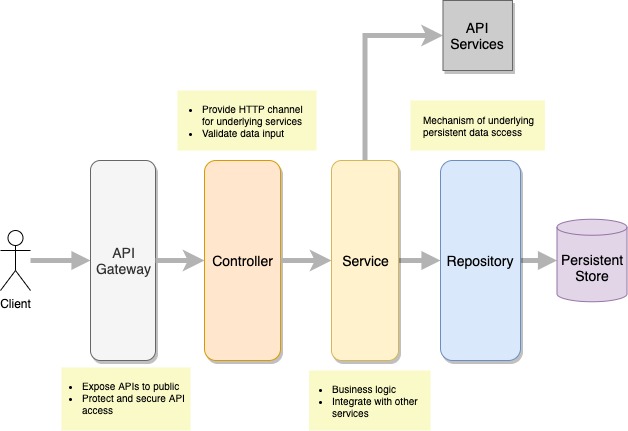 API
Services
• Provide HTTP channel
for underlying services
• Validate data input
Mechanism of underlying
persistent data sccess
Client
API
Gateway
Controller
Service
Repository
Persistent
Store
• Expose APIs to public
• Protect and secure API
access
• Business logic
• Integrate with other
services